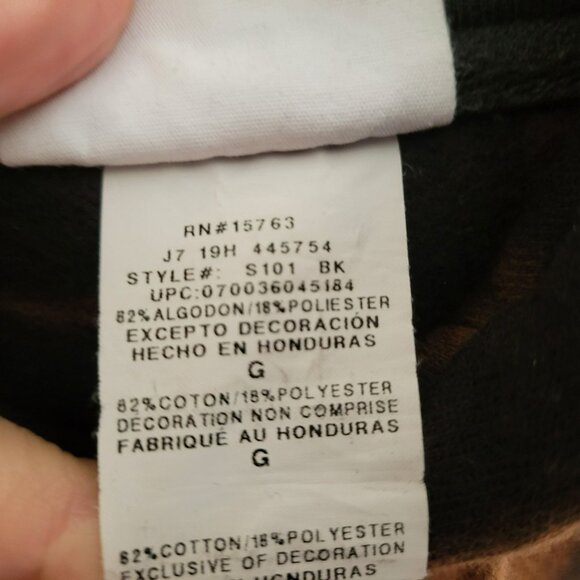 RN#15763
J7 19H 445754
STYLE#: S101 BK
UPC:070036045184
82%ALGODON/18%POLIESTER
EXCEPTO DECORACIÓN
HECHO EN HONDURAS
G
82%COTON/18%POLYESTER
DECORATION NON COMPRISE
FABRIQUÉ AU HONDURAS
G
82%COTTON/18%POLYESTER
EXCLUSIVE OF DECORATION
HONDURAS